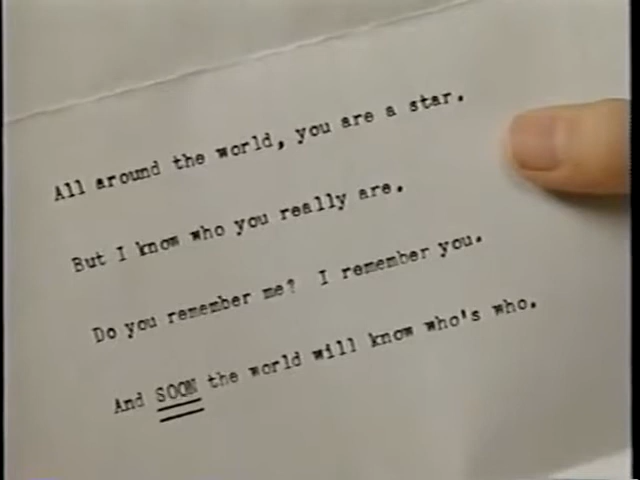 All around the world, you are a star.
But I know who you really are.
Do you remember me? I remember you.
And SOON the world will know who's who.